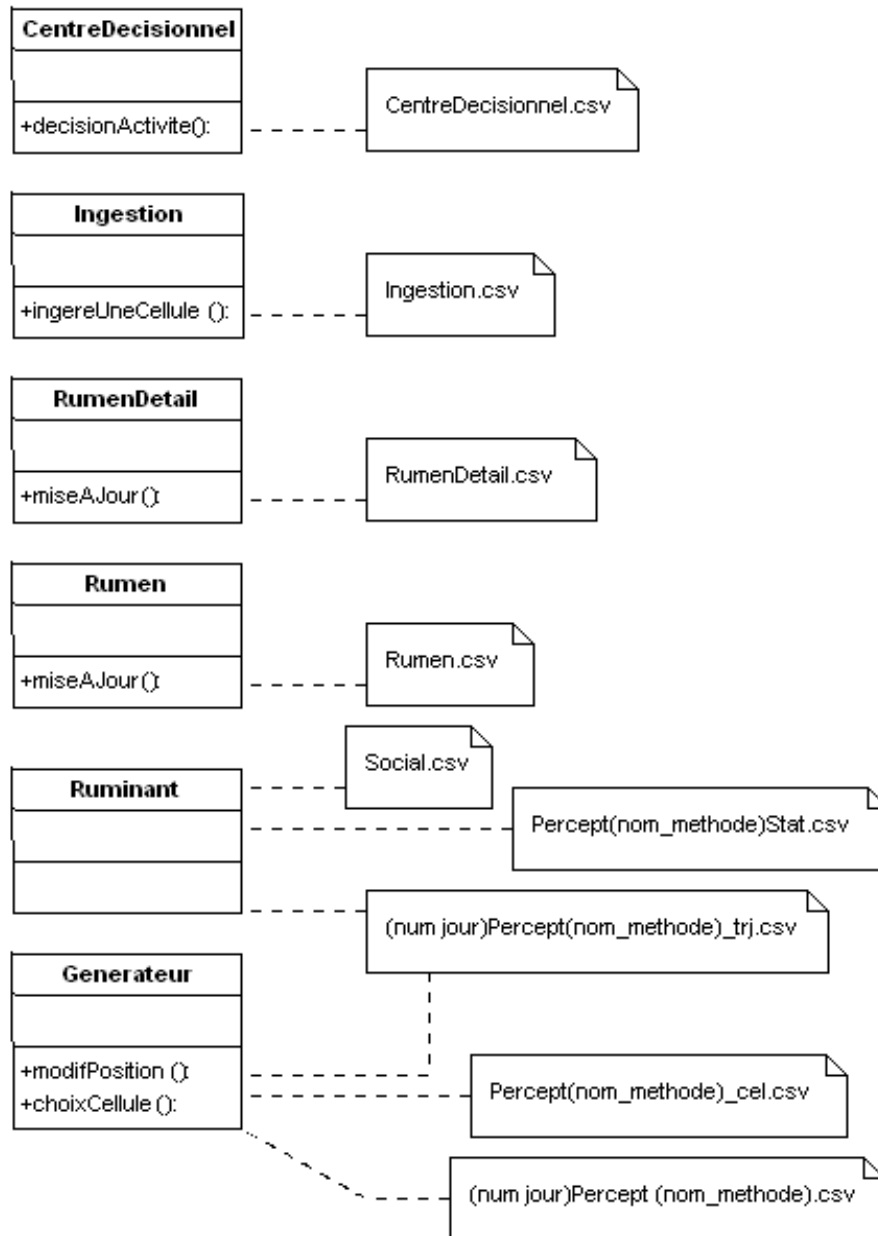 CentreDecisionnel
+decisionActivite():
CentreDecisionnel.csv
Ingestion
+ingereUneCellule ():
Ingestion.csv
RumenDetail
+miseAJour():
RumenDetail.csv
Rumen
+miseAJour():
Rumen.csv
Ruminant
Social.csv
Percept(nom_methode)Stat.csv
(num jour)Percept(nom_methode)_trj.csv
Generateur
+modifPosition ():
+choixCellule ():
Percept(nom_methode)_cel.csv
(num jour)Percept (nom_methode).csv